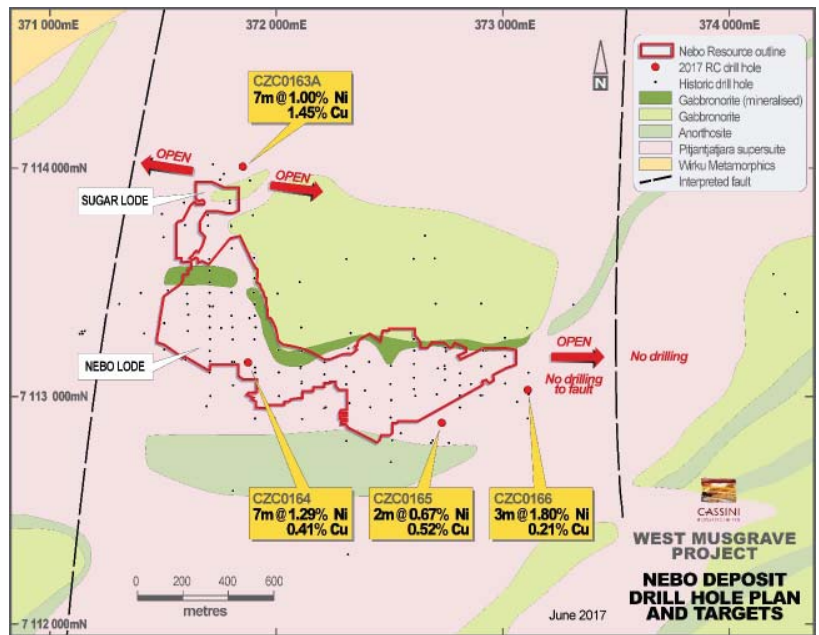 371 000mE
372 000mE
373 000mE
374 000mE
7 114 000mN
7 113 000mN
7 112 000mN
Nebo Resource outline
2017 RC drill hole
Historic drill hole
Gabbronorite (mineralised)
Gabbronorite
Anorthosite
Pitjantjatjara supersuite
Wirku Metamorphics
Interpreted fault
N
CZC0163A
7m @ 1.00% Ni
1.45% Cu
OPEN
OPEN
SUGAR LODE
NEBO LODE
OPEN
No drilling
to fault
No drilling
CZC0164
7m @ 1.29% Ni
0.41% Cu
CZC0165
2m @ 0.67% Ni
0.52% Cu
CZC0166
3m @ 1.80% Ni
0.21% Cu
CASSINI
WEST MUSGRAVE
PROJECT
NEBO DEPOSIT
DRILL HOLE PLAN
AND TARGETS
0 200 400 600
metres
June 2017